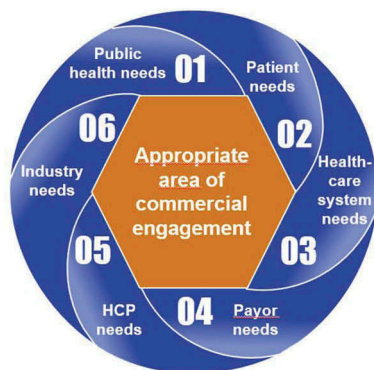 Public
health needs
01
Patient
needs
02
Health-
care
system
needs
03
Payor
needs
04
HCP
needs
05
Industry
needs
06
Appropriate
area of
commercial
engagement